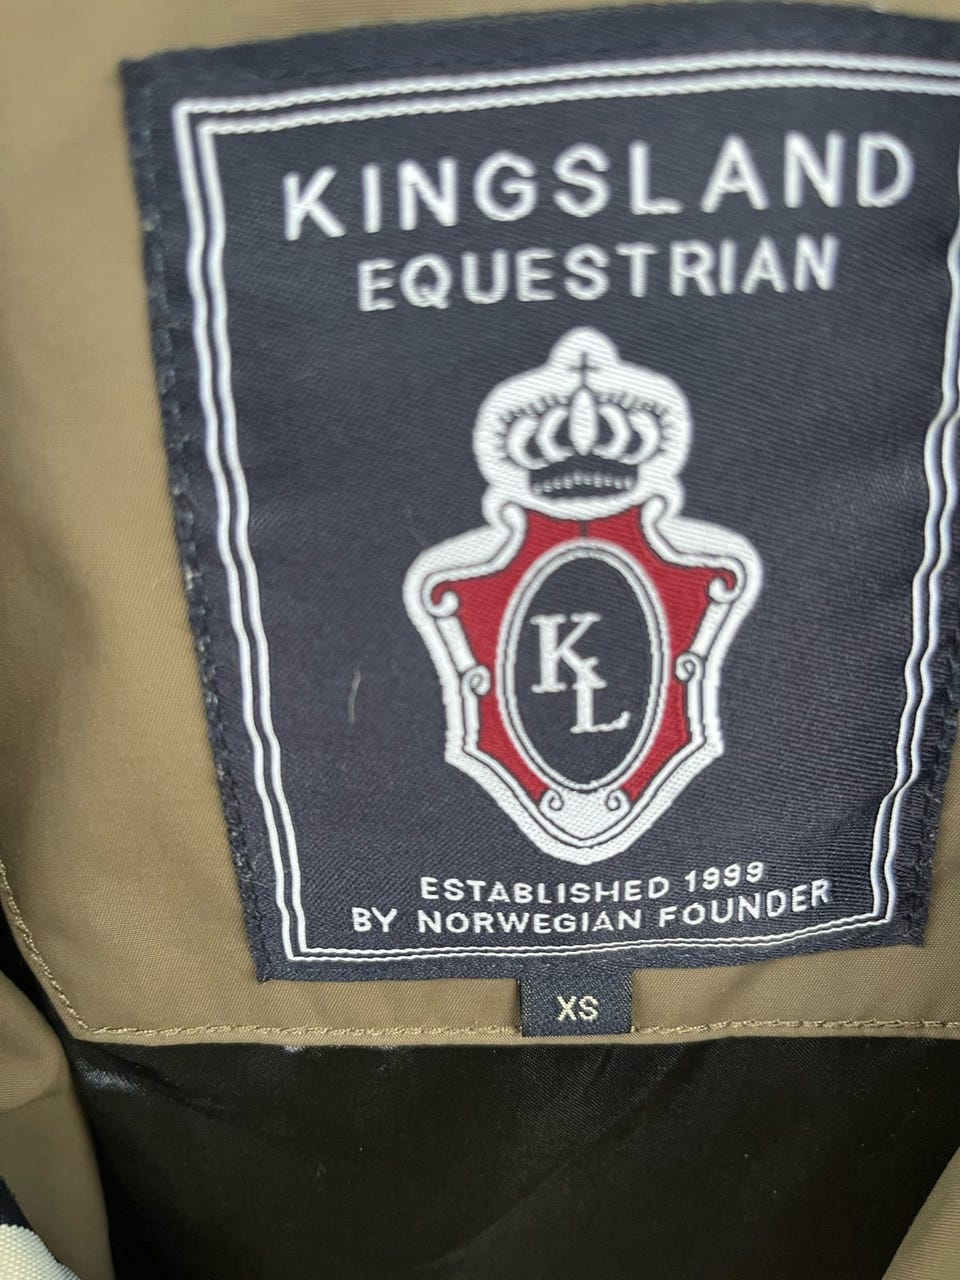 KINGSLAND
EQUESTRIAN
KL
ESTABLISHED 1999
BY NORWEGIAN FOUNDER
XS